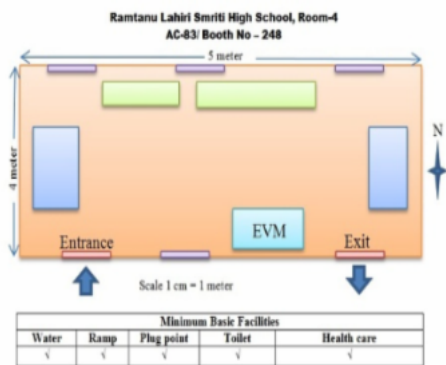 Ramtanu Lahiri Smriti High School, Room-4
AC-83/ Booth No – 248
5 meter
4 meter
N
EVM
Entrance
Exit
Scale 1 cm = 1 meter
Minimum Basic Facilities
Water Ramp Plug point Toilet Health care
√ √ √ √ √